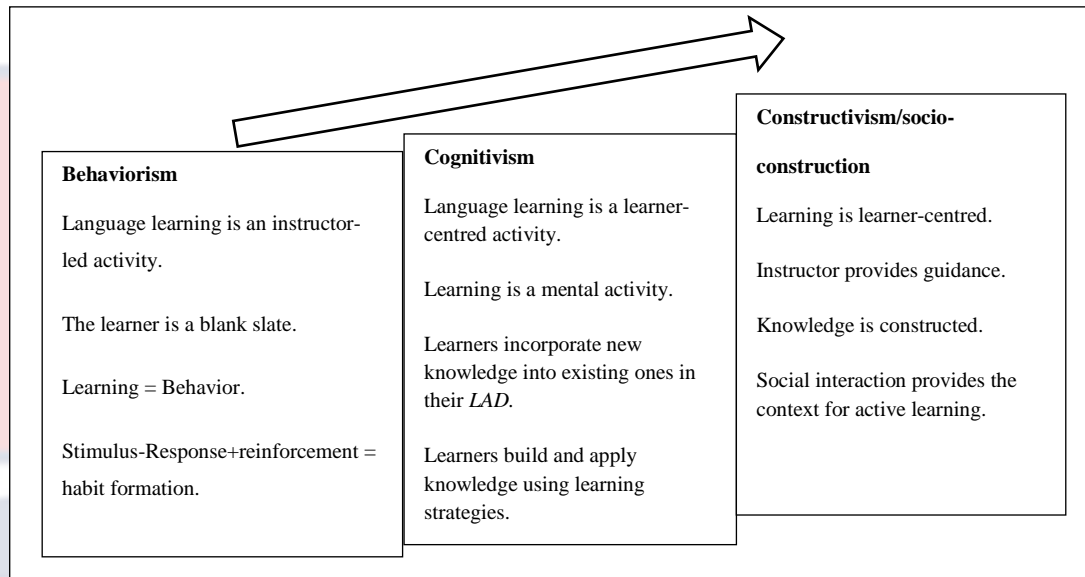 Behaviorism
Language learning is an instructor-
led activity.
The learner is a blank slate.
Learning = Behavior.
Stimulus-Response+reinforcement =
habit formation.
Cognitivism
Language learning is a learner-
centred activity.
Learning is a mental activity.
Learners incorporate new
knowledge into existing ones in
their LAD.
Learners build and apply
knowledge using learning
strategies.
Constructivism/socio-
construction
Learning is learner-centred.
Instructor provides guidance.
Knowledge is constructed.
Social interaction provides the
context for active learning.